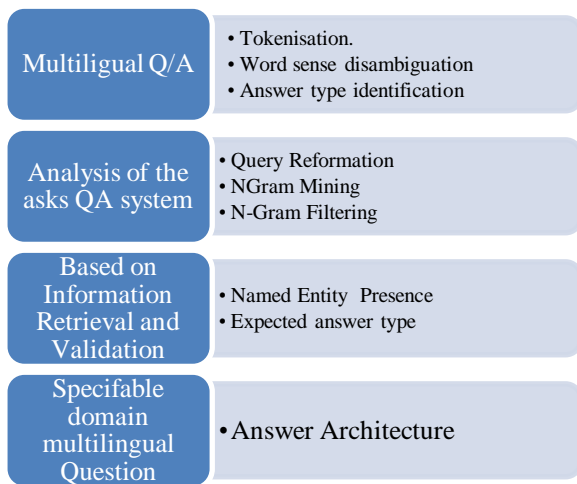 Multiligual Q/A
• Tokenisation.
• Word sense disambiguation
• Answer type identification
Analysis of the
asks QA system
• Query Reformation
• NGram Mining
• N-Gram Filtering
Based on
Information
Retrieval and
Validation
• Named Entity Presence
• Expected answer type
Specifable
domain
multilingual
Question
• Answer Architecture